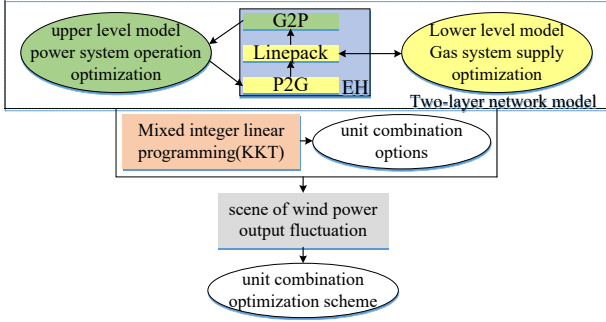 upper level model
power system operation
optimization
G2P
Linepack
P2G
EH
Lower level model
Gas system supply
optimization
Two-layer network model
Mixed integer linear
programming(KKT)
unit combination
options
scene of wind power
output fluctuation
unit combination
optimization scheme